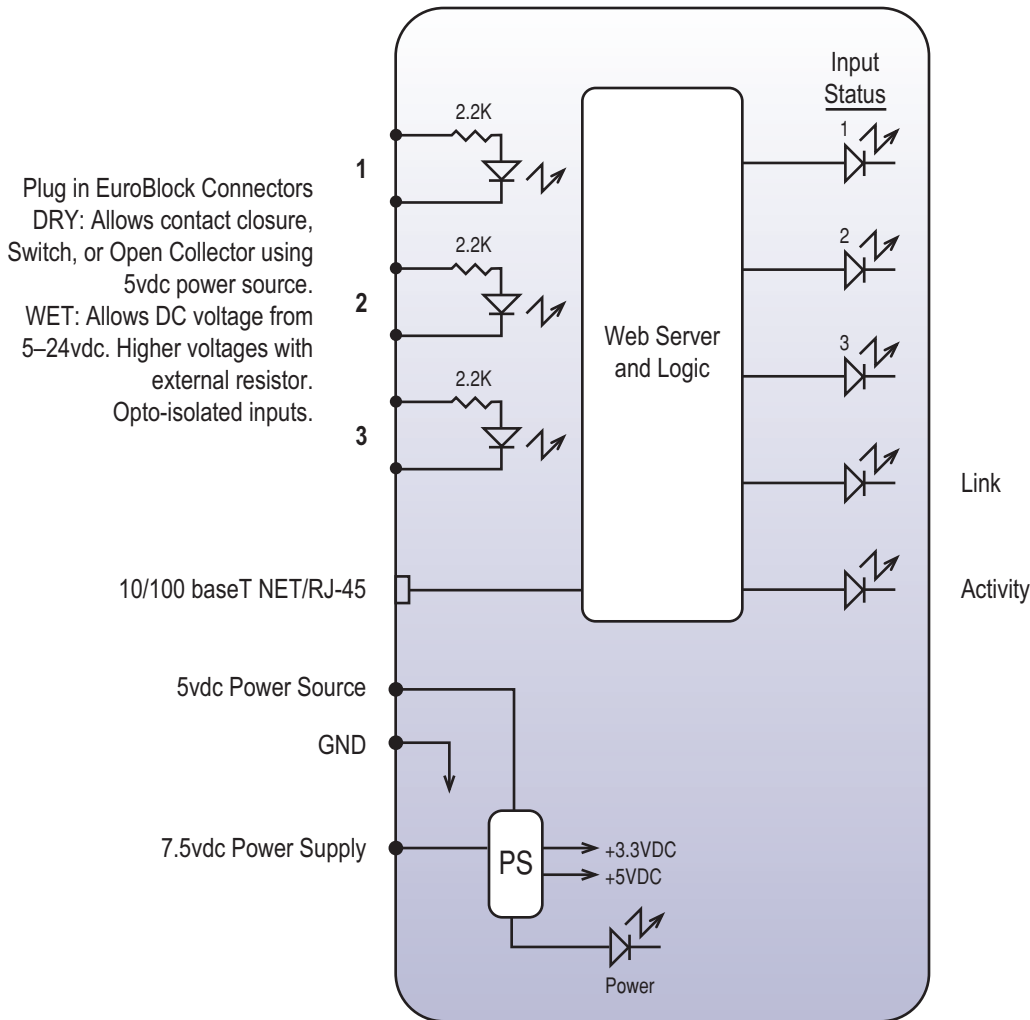 Input
Status
1
2.2K
1
Plug in EuroBlock Connectors
DRY: Allows contact closure,
Switch, or Open Collector using
5vdc power source.
WET: Allows DC voltage from
5–24vdc. Higher voltages with
external resistor.
Opto-isolated inputs.
2.2K
2
2
2.2K
3
3
Web Server
and Logic
Link
10/100 baseT NET/RJ-45
Activity
5vdc Power Source
GND
7.5vdc Power Supply
PS
+3.3VDC
+5VDC
Power